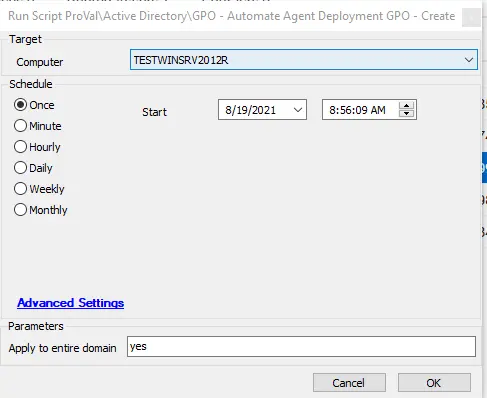 Run Script ProVal\Active Directory\GPO - Automate Agent Deployment GPO - Create
Target
Computer TESTWINSRV2012R
Schedule
Once Start 8/19/2021 8:56:09 AM
Minute
Hourly
Daily
Weekly
Monthly
Advanced Settings
Parameters
Apply to entire domain yes
Cancel OK